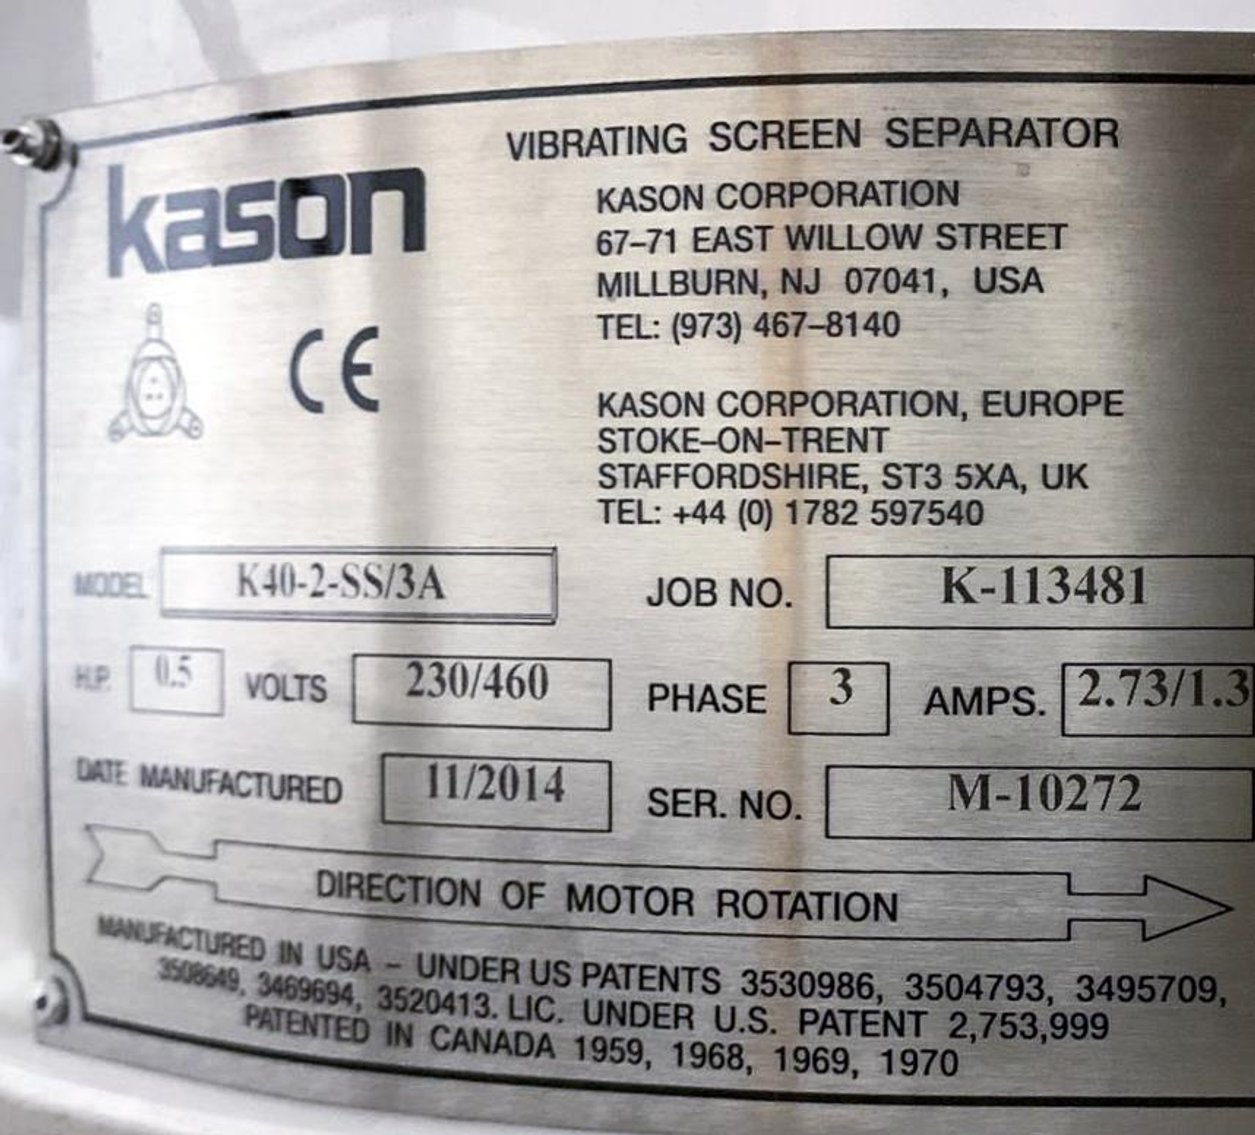 VIBRATING SCREEN SEPARATOR
kason
KASON CORPORATION
67-71 EAST WILLOW STREET
MILLBURN, NJ 07041, USA
TEL: (973) 467-8140
CE
KASON CORPORATION, EUROPE
STOKE-ON-TRENT
STAFFORDSHIRE, ST3 5XA, UK
TEL: +44 (0) 1782 597540
MODEL K40-2-SS/3A JOB NO. K-113481
H.P. 0.5 VOLTS 230/460 PHASE 3 AMPS. 2.73/1.3
DATE MANUFACTURED 11/2014 SER. NO. M-10272
DIRECTION OF MOTOR ROTATION
MANUFACTURED IN USA - UNDER US PATENTS 3530986, 3504793, 3495709,
3508649, 3469694, 3520413. LIC. UNDER U.S. PATENT 2,753,999
PATENTED IN CANADA 1959, 1968, 1969, 1970